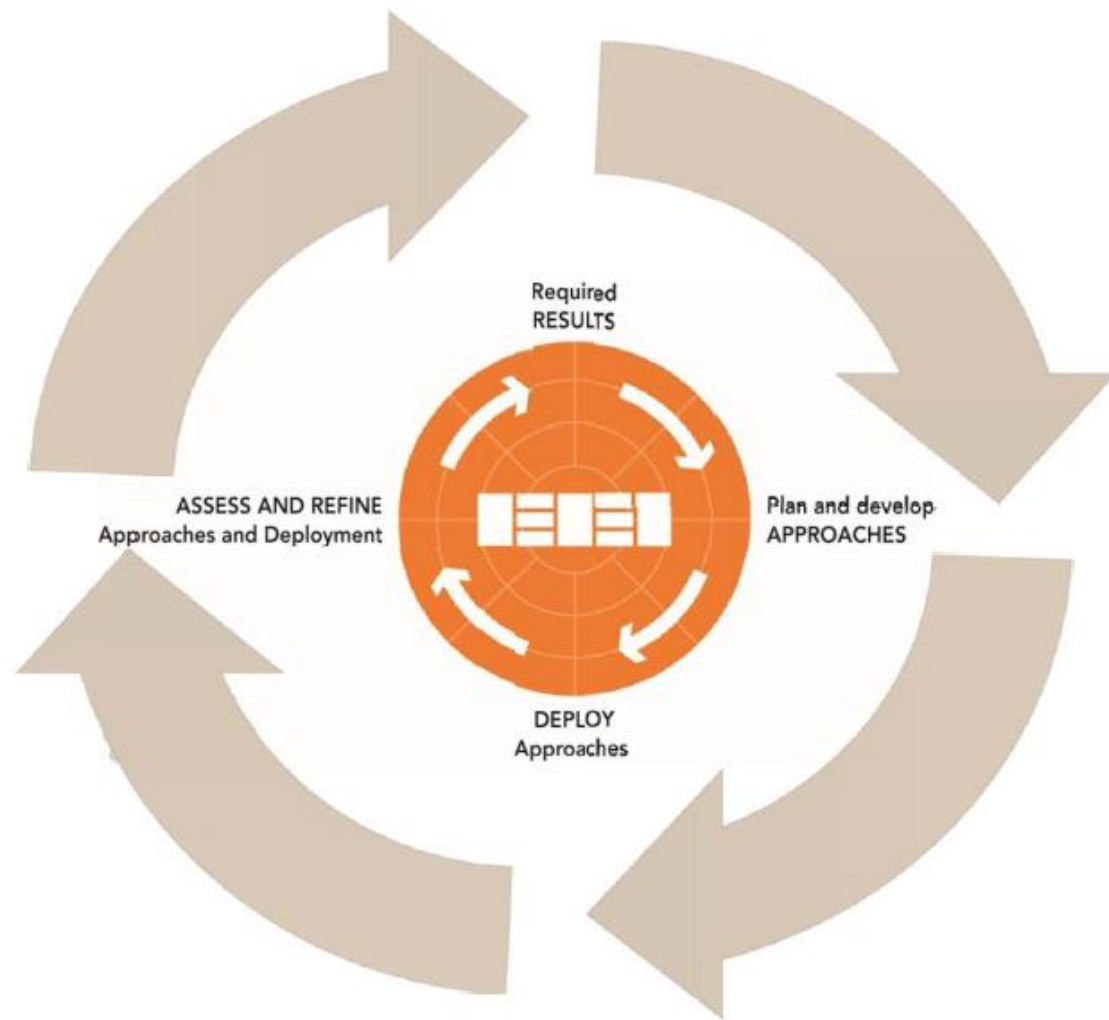 Required
RESULTS
ASSESS AND REFINE
Approaches and Deployment
Plan and develop
APPROACHES
DEPLOY
Approaches